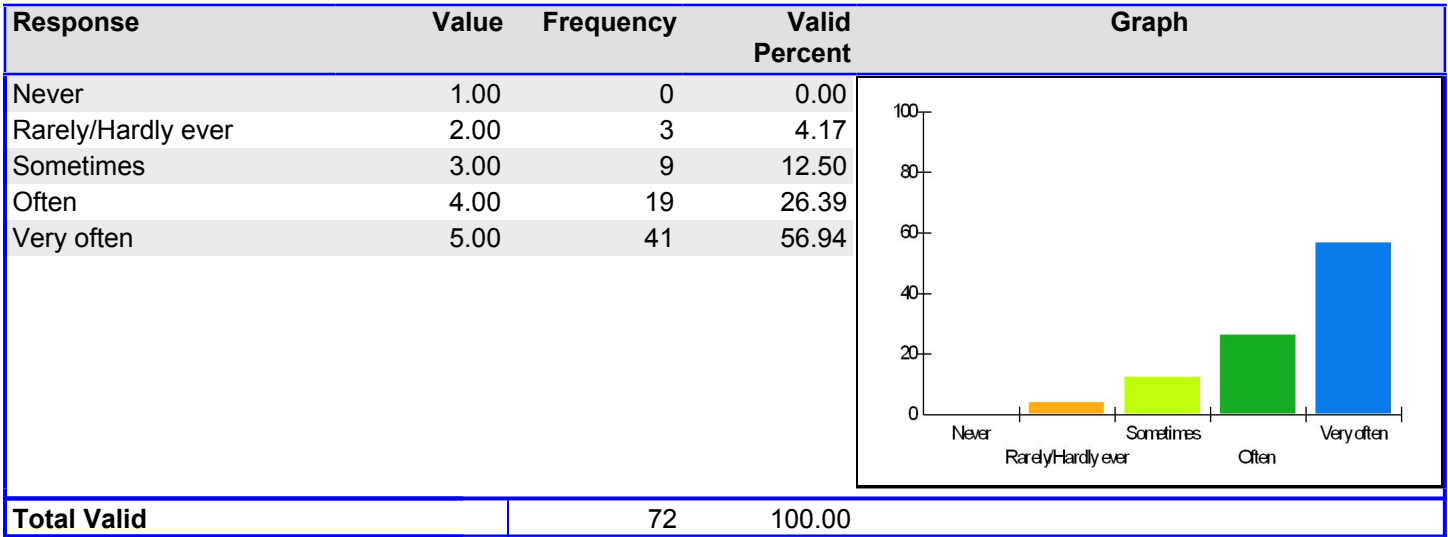 Response Value Frequency Valid Percent Graph
Never 1.00 0 0.00
Rarely/Hardly ever 2.00 3 4.17
Sometimes 3.00 9 12.50
Often 4.00 19 26.39
Very often 5.00 41 56.94
100
80
60
40
20
0
Never Sometimes Very often
Rarely/Hardly ever Often
Total Valid 72 100.00